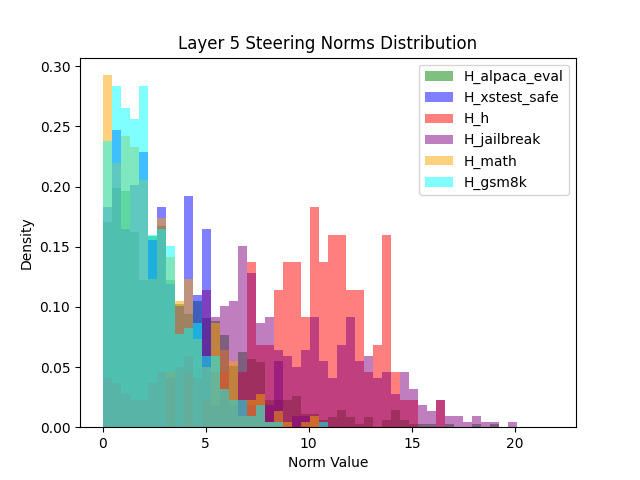 Layer 5 Steering Norms Distribution
0.30
0.25
0.20
0.15
0.10
0.05
0.00
Density
H_alpaca_eval
H_xstest_safe
H_h
H_jailbreak
H_math
H_gsm8k
0 5 10 15 20
Norm Value